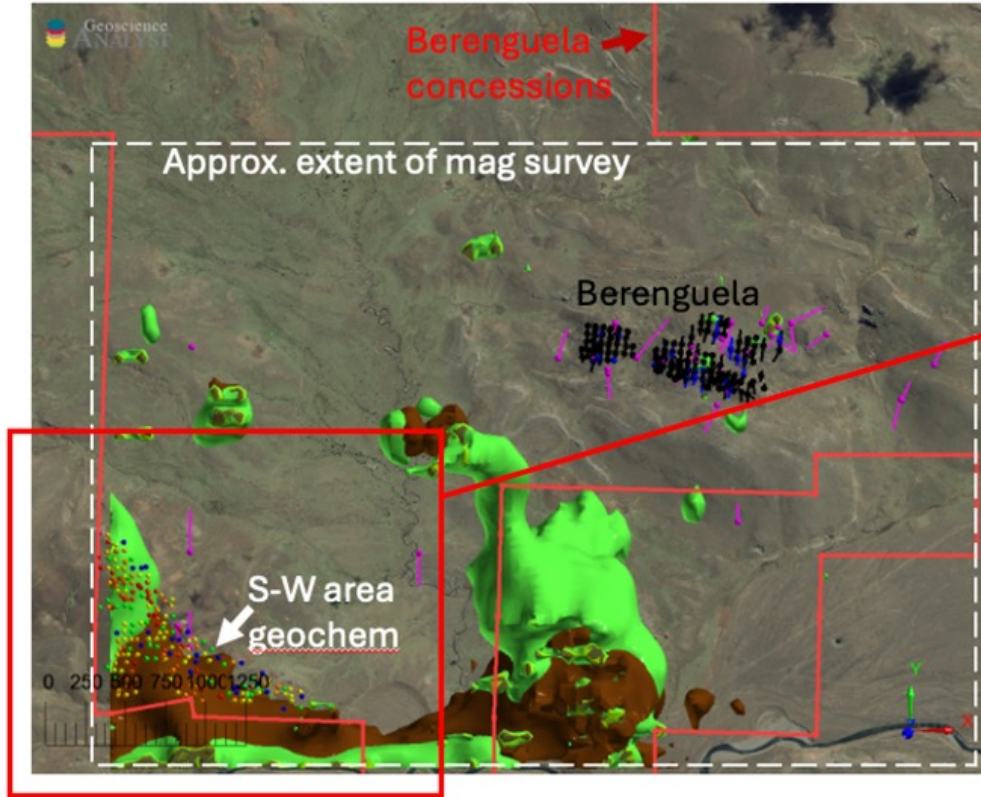 Geoscience
ANALYST
Berenguela
concessions
Approx. extent of mag survey
Berenguela
S-W area
geochem
0 250 500 750 1000 1250
Y
X